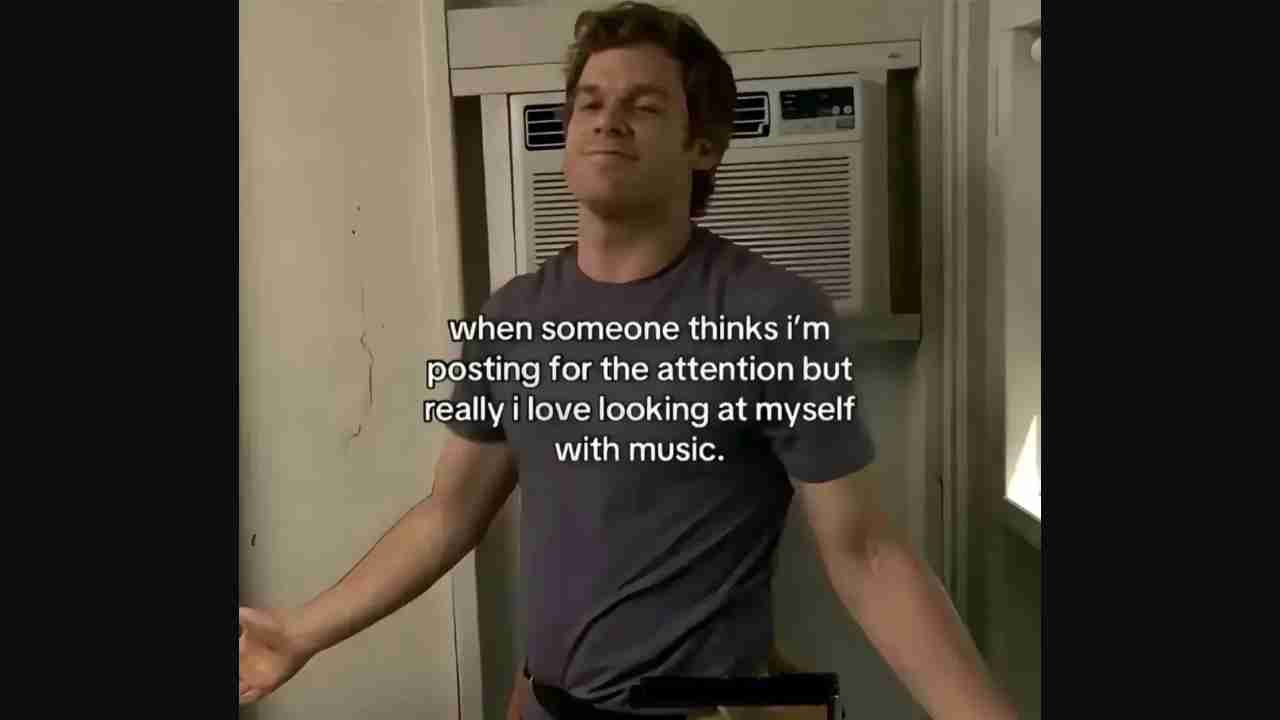 when someone thinks i’m
posting for the attention but
really i love looking at myself
with music.